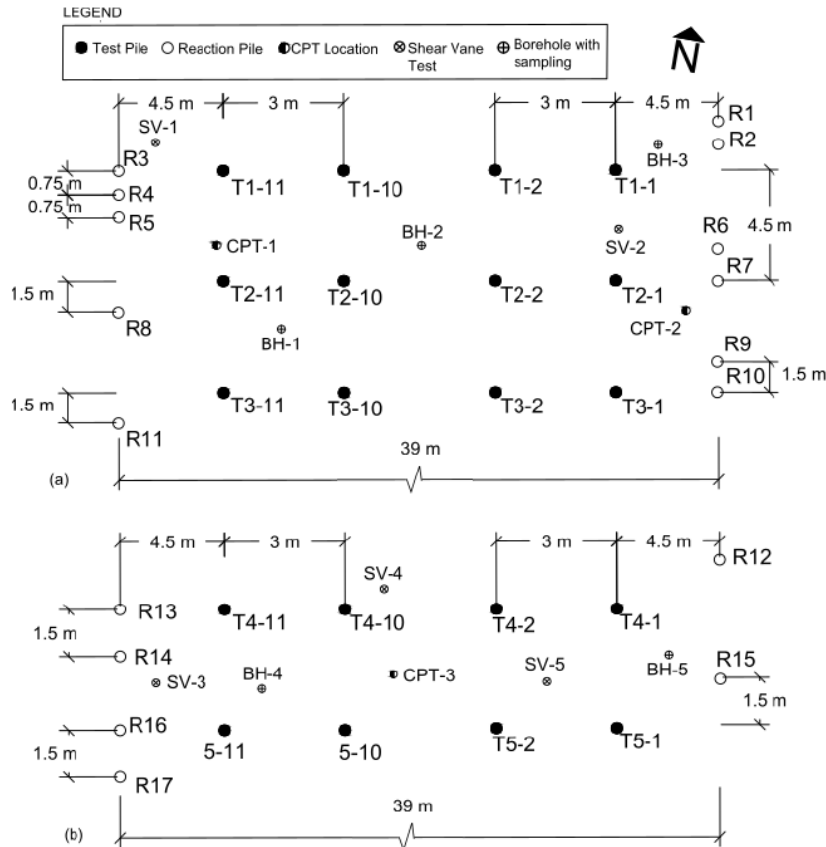 LEGEND
Test Pile Reaction Pile CPT Location Shear Vane Test Borehole with sampling
N
4.5 m 3 m 3 m 4.5 m
R1
SV-1
R2
R3 BH-3
0.75 m
R4 T1-11 T1-10 T1-2 T1-1
0.75 m
R5
R6
4.5 m
CPT-1 BH-2 SV-2
R7
1.5 m
T2-11 T2-10 T2-2 T2-1
R8
CPT-2
BH-1
R9
R10
1.5 m
1.5 m
T3-11 T3-10 T3-2 T3-1
R11
39 m
(a)
4.5 m 3 m 3 m 4.5 m
R12
SV-4
R13 T4-11 T4-10 T4-2 T4-1
1.5 m
R14
BH-5
R15
SV-3 BH-4 CPT-3 SV-5
1.5 m
R16
5-11 5-10 T5-2 T5-1
1.5 m
R17
39 m
(b)